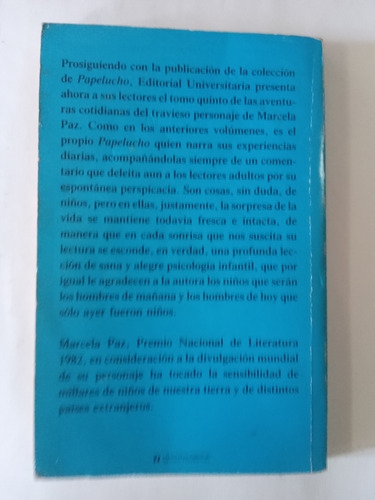 Prosiguiendo con la publicación de la coleccion
de Papelucho, Editorial Universitaria presenta
ahora a sus lectores el tomo quinto de las aventu-
ras cotidianas del travieso personaje de Marcela
Paz. Como en los anteriores volúmenes, es el
propio Papelucho quien narra sus experiencias
diarias, acompañándolas siempre de un comen-
tario que deleita aun a los lectores adultos por su
espontánea perspicacia. Son cosas, sin duda, de
niños, pero en ellas, justamente, la sorpresa de la
vida se mantiene todavía fresca e intacta, de
manera que en cada sonrisa que nos suscita su
lectura se esconde, en verdad, una profunda lec-
ción de sana y alegre psicología infantil, que por
igual le agradecen a la autora los niños que serán
los hombres de mañana y los hombres de hoy que
sólo ayer fueron niños.
Marcela Paz, Premio Nacional de Literatura
1982, en consideración a la divulgación mundial
de su personaje ha tocado la sensibilidad de
millares de niños de nuestra tierra y de distintos
países extranjeros.